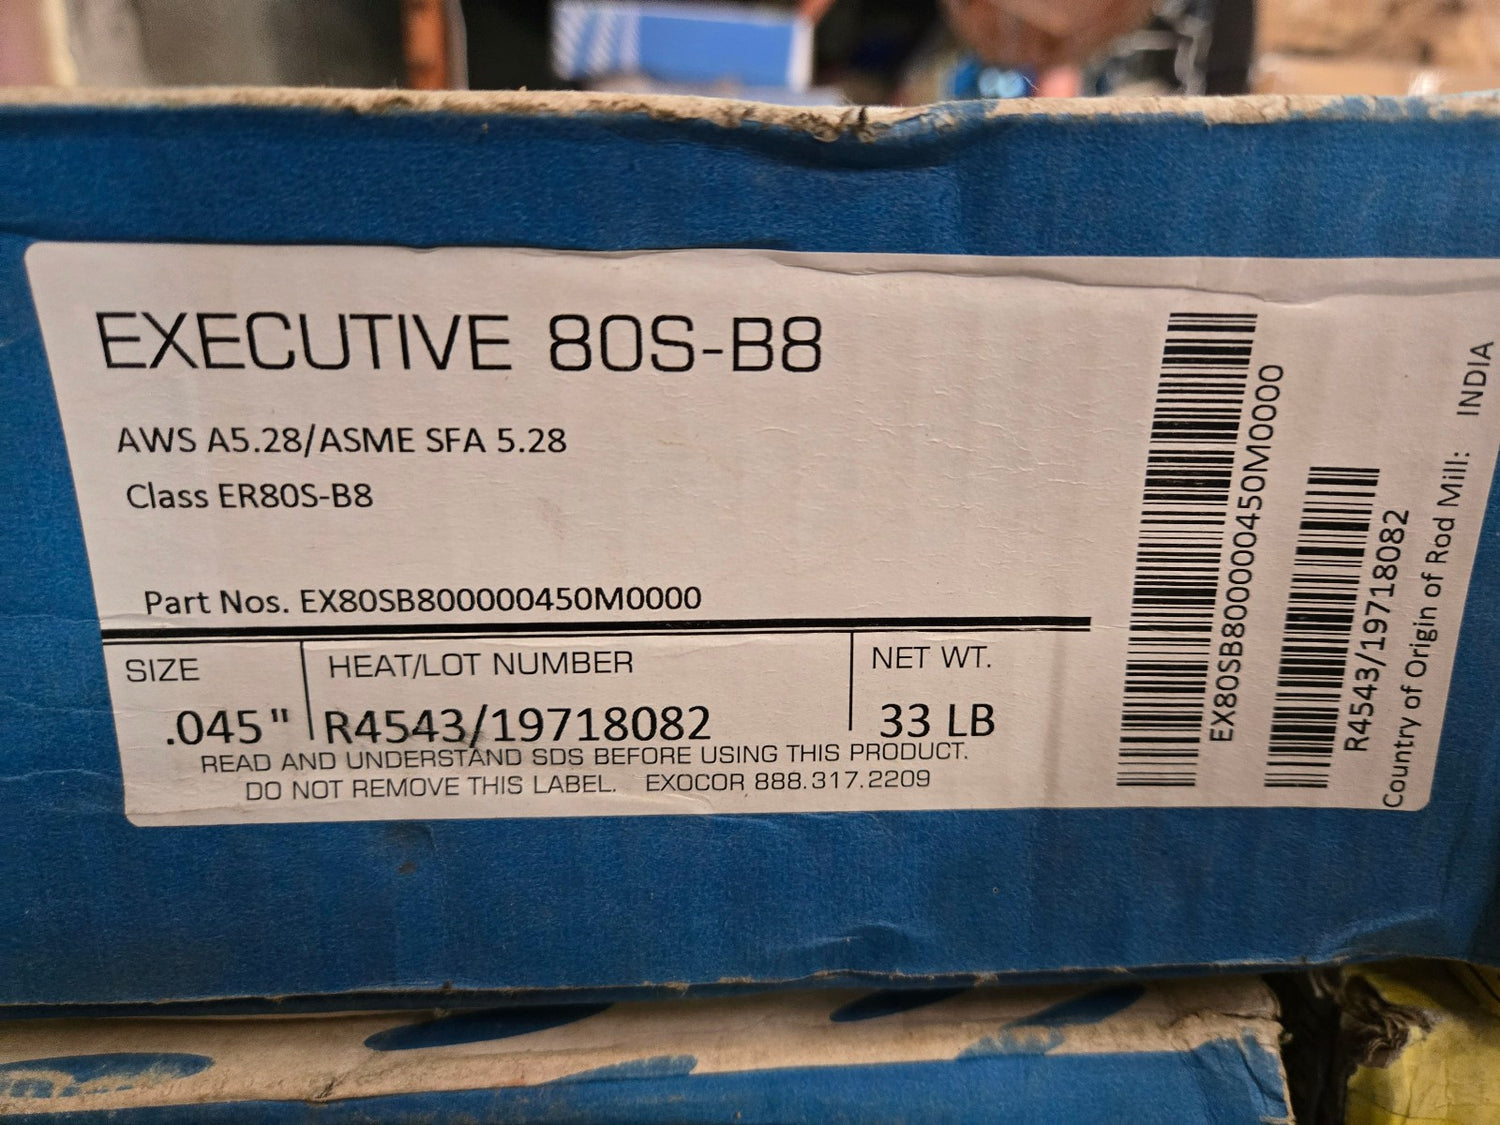 EXECUTIVE 80S-B8
AWS A5.28/ASME SFA 5.28
Class ER80S-B8
Part Nos. EX80SB800000450M0000
SIZE
.045"
HEAT/LOT NUMBER
R4543/19718082
NET WT.
33 LB
READ AND UNDERSTAND SDS BEFORE USING THIS PRODUCT.
DO NOT REMOVE THIS LABEL. EXOCOR 888.317.2209
EX80SB800000450M0000
R4543/19718082
Country of Origin of Rod Mill: INDIA